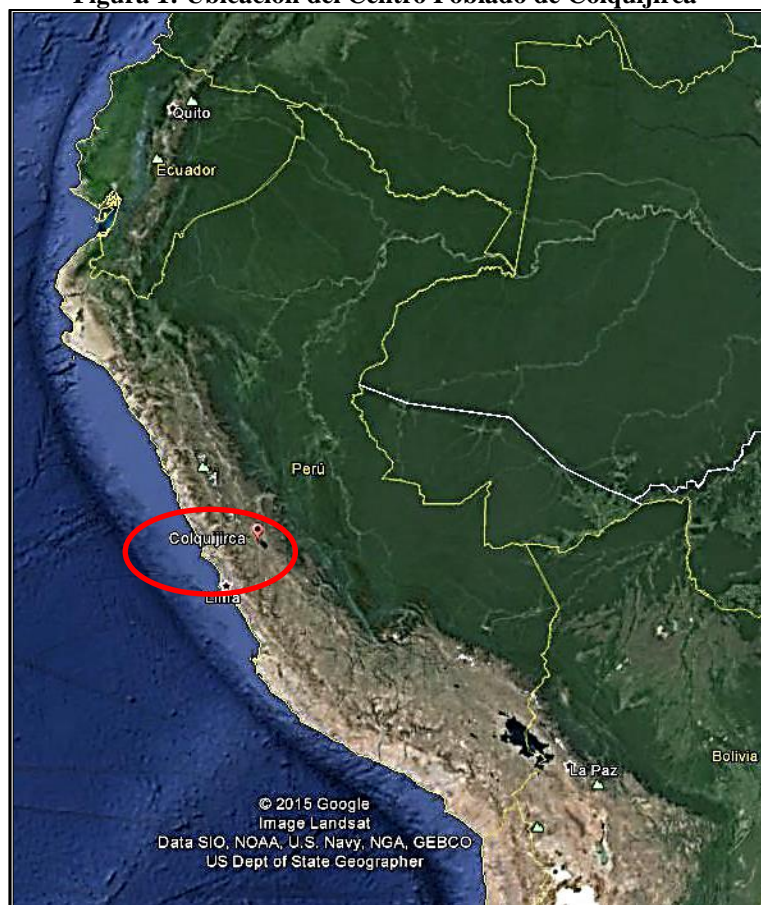 Figura 1: Ubicación del Centro Poblado de Colquijirca
Quito
Ecuador
Perú
Colquijirca
Lima
Bolivia
La Paz
© 2015 Google
Image Landsat
Data SIO, NOAA, U.S. Navy, NGA, GEBCO
US Dept of State Geographer